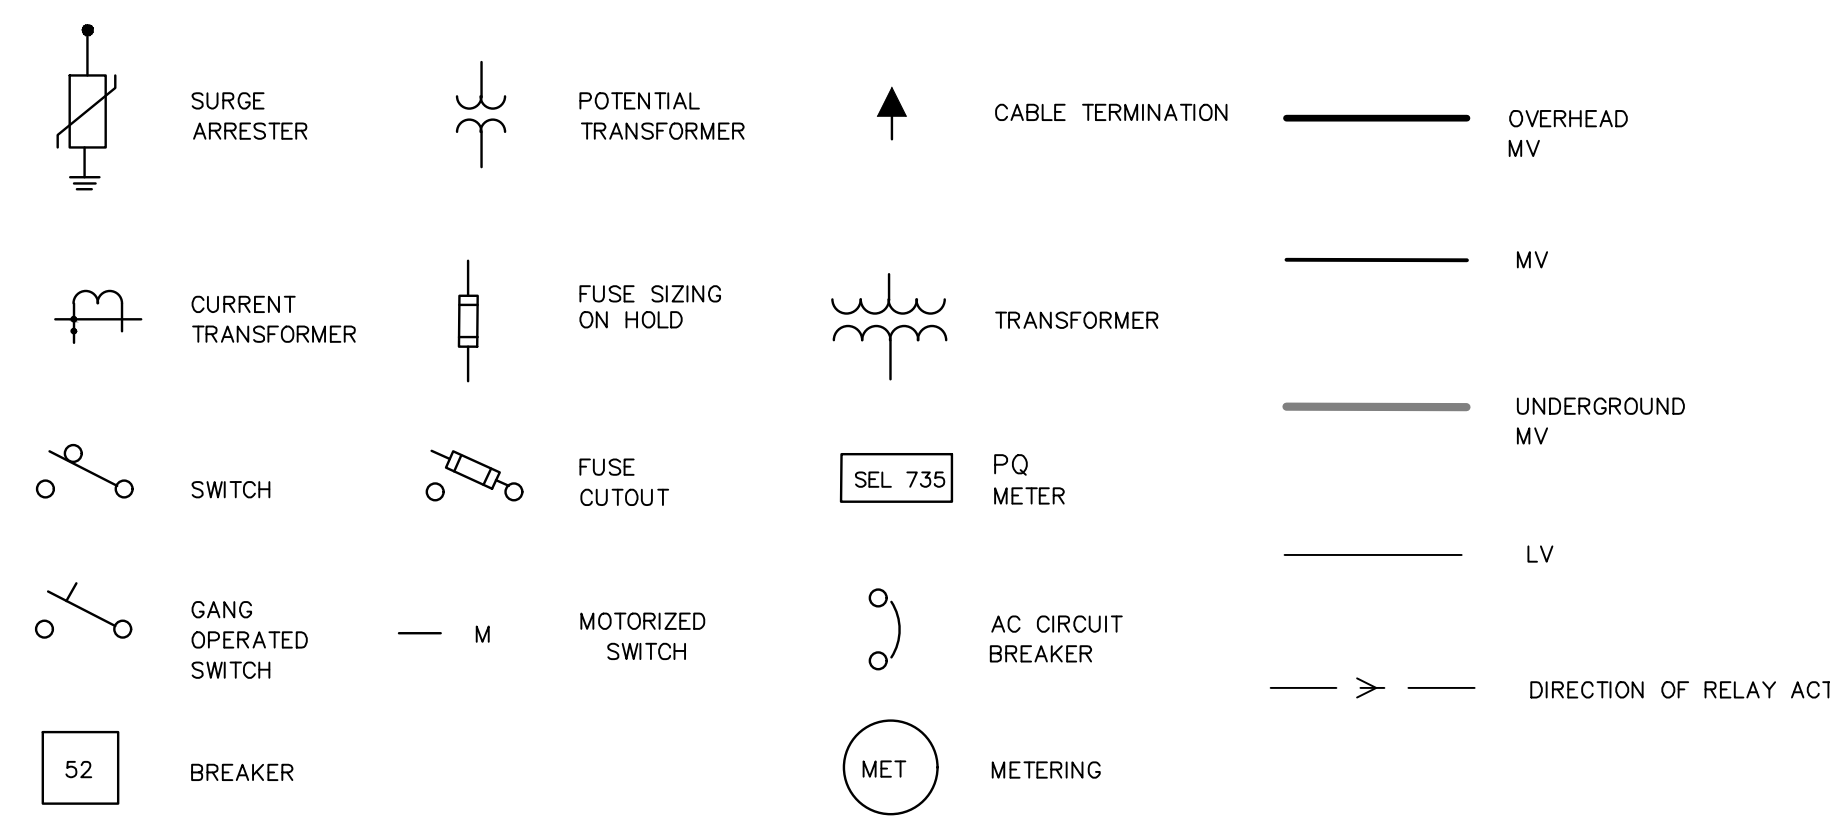 SURGE
ARRESTER
POTENTIAL
TRANSFORMER
CABLE TERMINATION
OVERHEAD
MV
CURRENT
TRANSFORMER
FUSE SIZING
ON HOLD
TRANSFORMER
MV
UNDERGROUND
MV
SWITCH
FUSE
CUTOUT
SEL 735
PQ
METER
LV
GANG
OPERATED
SWITCH
M
MOTORIZED
SWITCH
AC CIRCUIT
BREAKER
DIRECTION OF RELAY ACT
52
BREAKER
MET
METERING